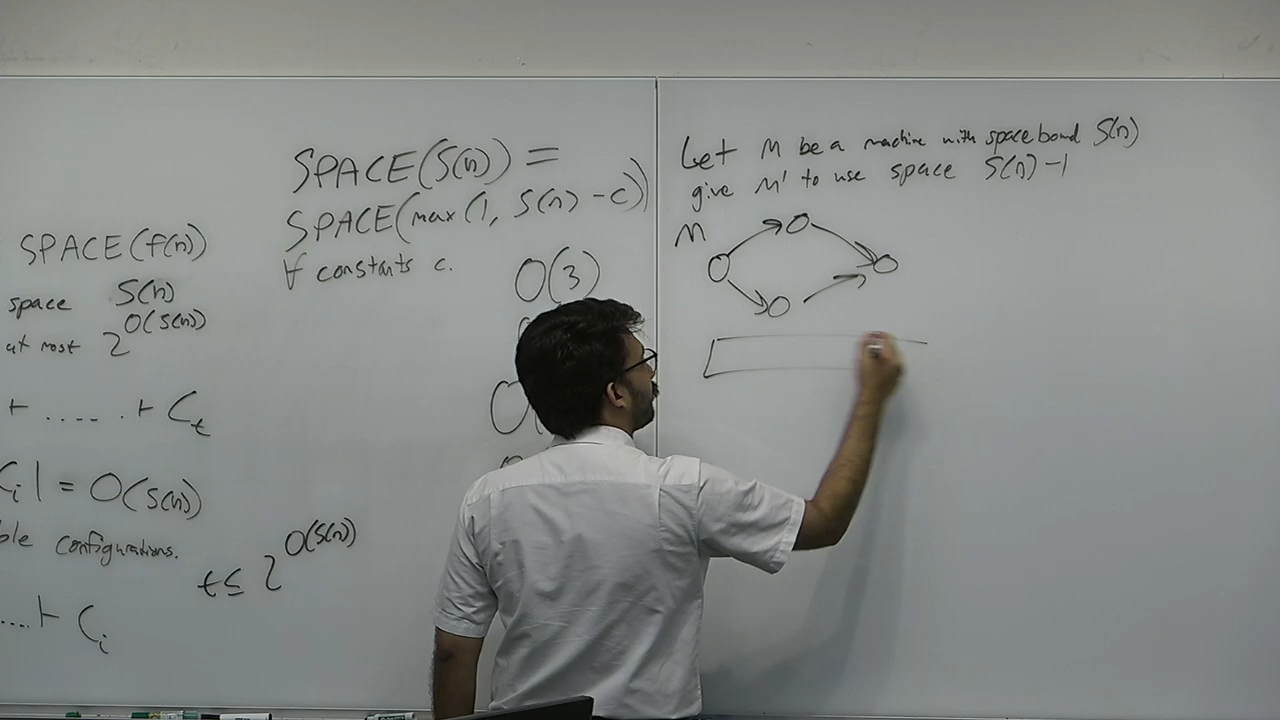 SPACE(f(n))
space S(n)
at most 2^O(S(n))
⊢ ..... ⊢ C_t
C_i| = O(S(n))
configurations.
t ≤ 2^O(S(n))
....⊢ C_i
SPACE(S(n)) =
SPACE(max(1, S(n) - c))
∀ constants c.
O(3)
Let M be a machine with space bound S(n)
give M' to use space S(n) - 1
M